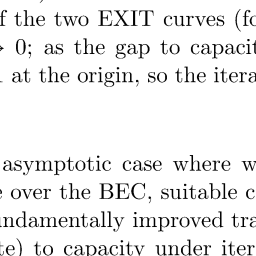 f the two EXIT curves (fo
→ 0; as the gap to capacit
at the origin, so the itera
asymptotic case where w
over the BEC, suitable c
undamentally improved tra
te) to capacity under iter